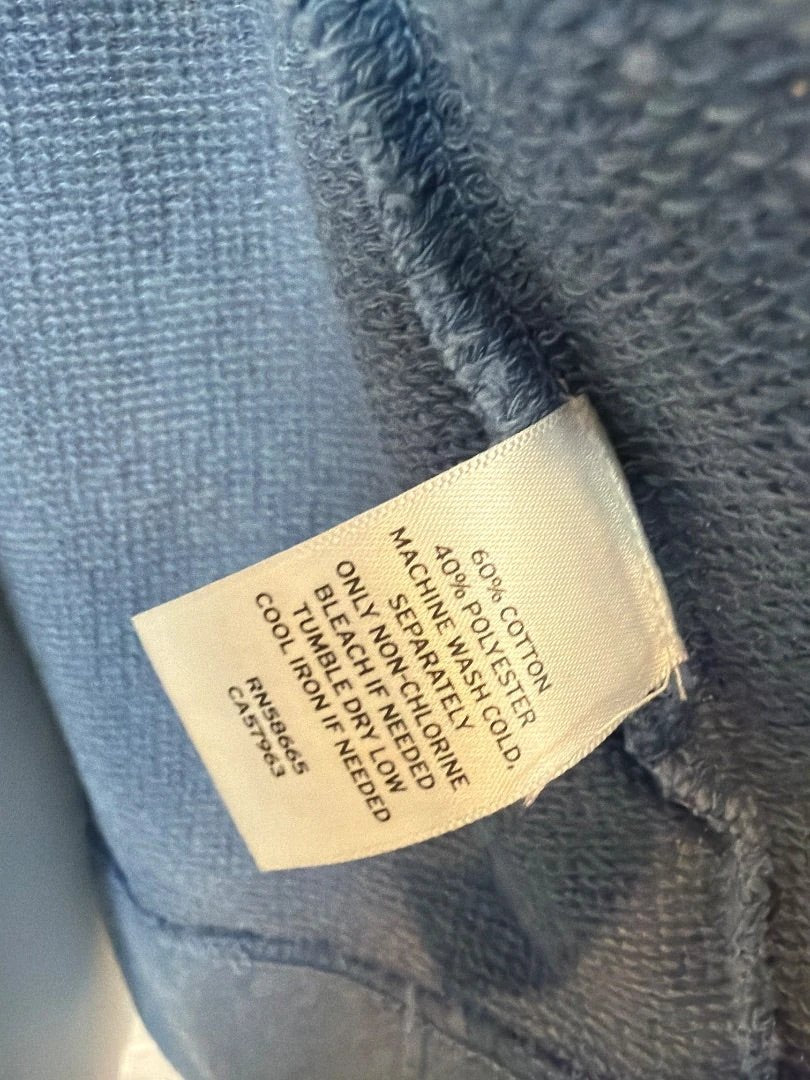 60% COTTON
40% POLYESTER
MACHINE WASH COLD,
SEPARATELY
ONLY NON-CHLORINE
BLEACH IF NEEDED
TUMBLE DRY LOW
COOL IRON IF NEEDED
RN58665
CA57963